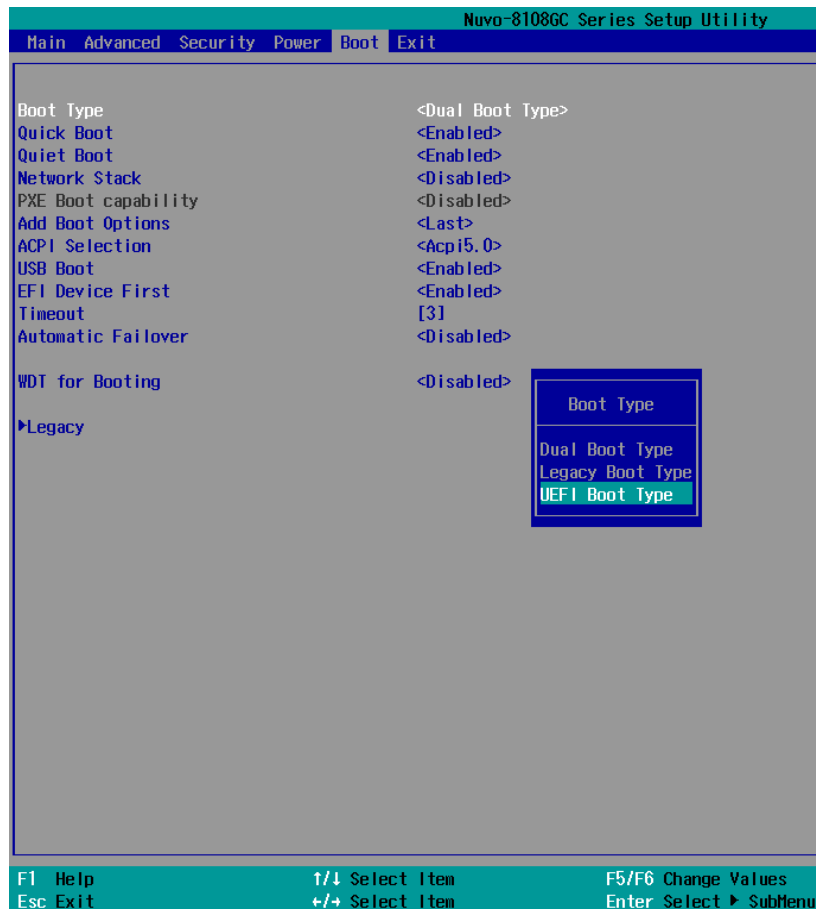 Nuvo-8108GC Series Setup Utility
Main Advanced Security Power Boot Exit
Boot Type <Dual Boot Type>
Quick Boot <Enabled>
Quiet Boot <Enabled>
Network Stack <Disabled>
PXE Boot capability <Disabled>
Add Boot Options <Last>
ACPI Selection <Acpi5.0>
USB Boot <Enabled>
EFI Device First <Enabled>
Timeout [3]
Automatic Failover <Disabled>
WDT for Booting <Disabled>
▶Legacy
Boot Type
Dual Boot Type
Legacy Boot Type
UEFI Boot Type
F1 Help ↑/↓ Select Item F5/F6 Change Values
Esc Exit ←/→ Select Item Enter Select ▶ SubMenu